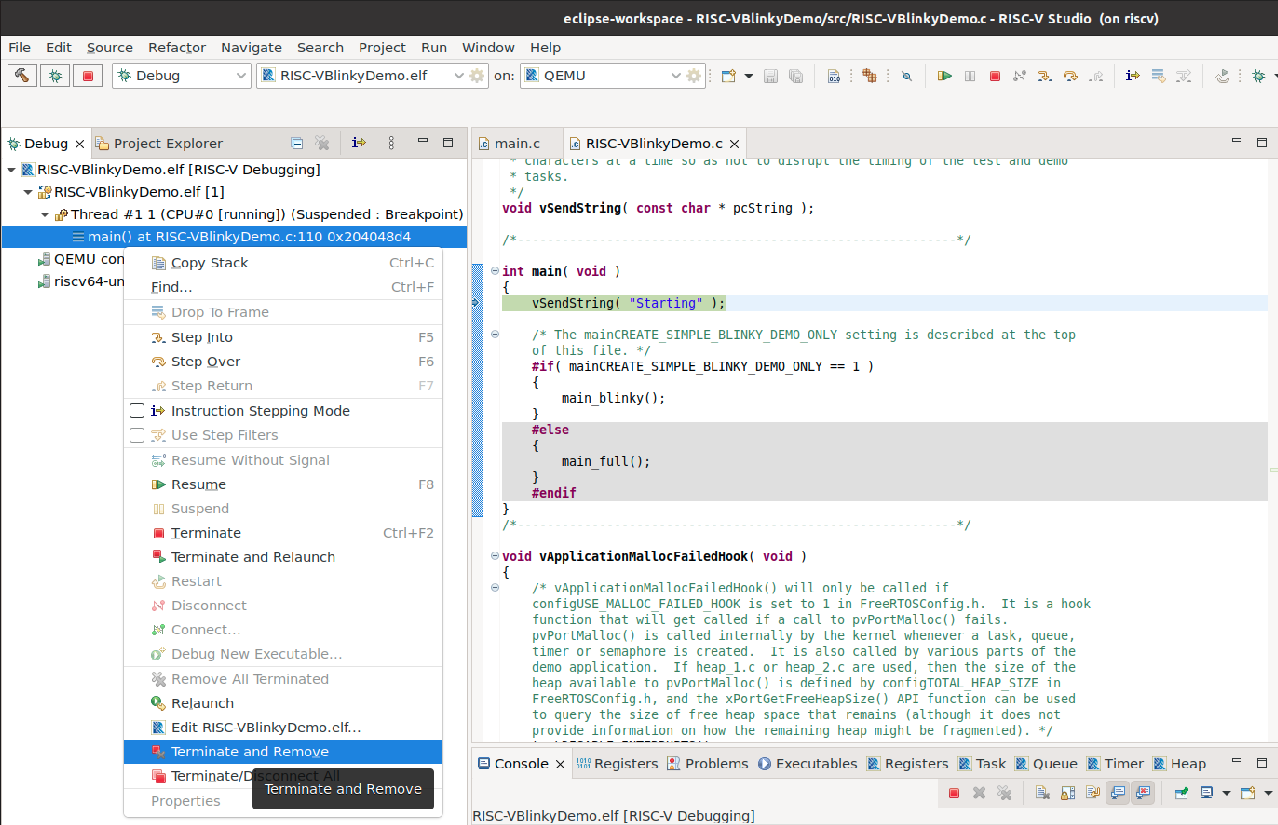 eclipse-workspace - RISC-VBlinkyDemo/src/RISC-VBlinkyDemo.c - RISC-V Studio (on riscv)
File Edit Source Refactor Navigate Search Project Run Window Help
Debug RISC-VBlinkyDemo.elf on: QEMU
Debug Project Explorer
RISC-VBlinkyDemo.elf [RISC-V Debugging]
RISC-VBlinkyDemo.elf [1]
Thread #1 1 (CPU#0 [running]) (Suspended : Breakpoint)
main() at RISC-VBlinkyDemo.c:110 0x204048d4
QEMU con
riscv64-un
Copy Stack Ctrl+C
Find... Ctrl+F
Drop To Frame
Step Into F5
Step Over F6
Step Return F7
Instruction Stepping Mode
Use Step Filters
Resume Without Signal
Resume F8
Suspend
Terminate Ctrl+F2
Terminate and Relaunch
Restart
Disconnect
Connect...
Debug New Executable...
Remove All Terminated
Relaunch
Edit RISC-VBlinkyDemo.elf...
Terminate and Remove
Terminate/Disconnect All
Terminate and Remove
Properties
main.c RISC-VBlinkyDemo.c
* characters at a time so as not to disrupt the timing of the test and demo
* tasks.
*/
void vSendString( const char * pcString );
/*-----------------------------------------------------------*/
int main( void )
{
vSendString( "Starting" );
/* The mainCREATE_SIMPLE_BLINKY_DEMO_ONLY setting is described at the top
of this file. */
#if( mainCREATE_SIMPLE_BLINKY_DEMO_ONLY == 1 )
{
main_blinky();
}
#else
{
main_full();
}
#endif
}
/*-----------------------------------------------------------*/
void vApplicationMallocFailedHook( void )
{
/* vApplicationMallocFailedHook() will only be called if
configUSE_MALLOC_FAILED_HOOK is set to 1 in FreeRTOSConfig.h.  It is a hook
function that will get called if a call to pvPortMalloc() fails.
pvPortMalloc() is called internally by the kernel whenever a task, queue,
timer or semaphore is created.  It is also called by various parts of the
demo application.  If heap_1.c or heap_2.c are used, then the size of the
heap available to pvPortMalloc() is defined by configTOTAL_HEAP_SIZE in
FreeRTOSConfig.h, and the xPortGetFreeHeapSize() API function can be used
to query the size of free heap space that remains (although it does not
provide information on how the remaining heap might be fragmented). */
Console Registers Problems Executables Registers Task Queue Timer Heap
RISC-VBlinkyDemo.elf [RISC-V Debugging]